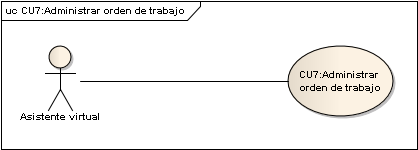 uc CU7:Administrar orden de trabajo
CU7:Administrar
orden de trabajo
Asistente virtual